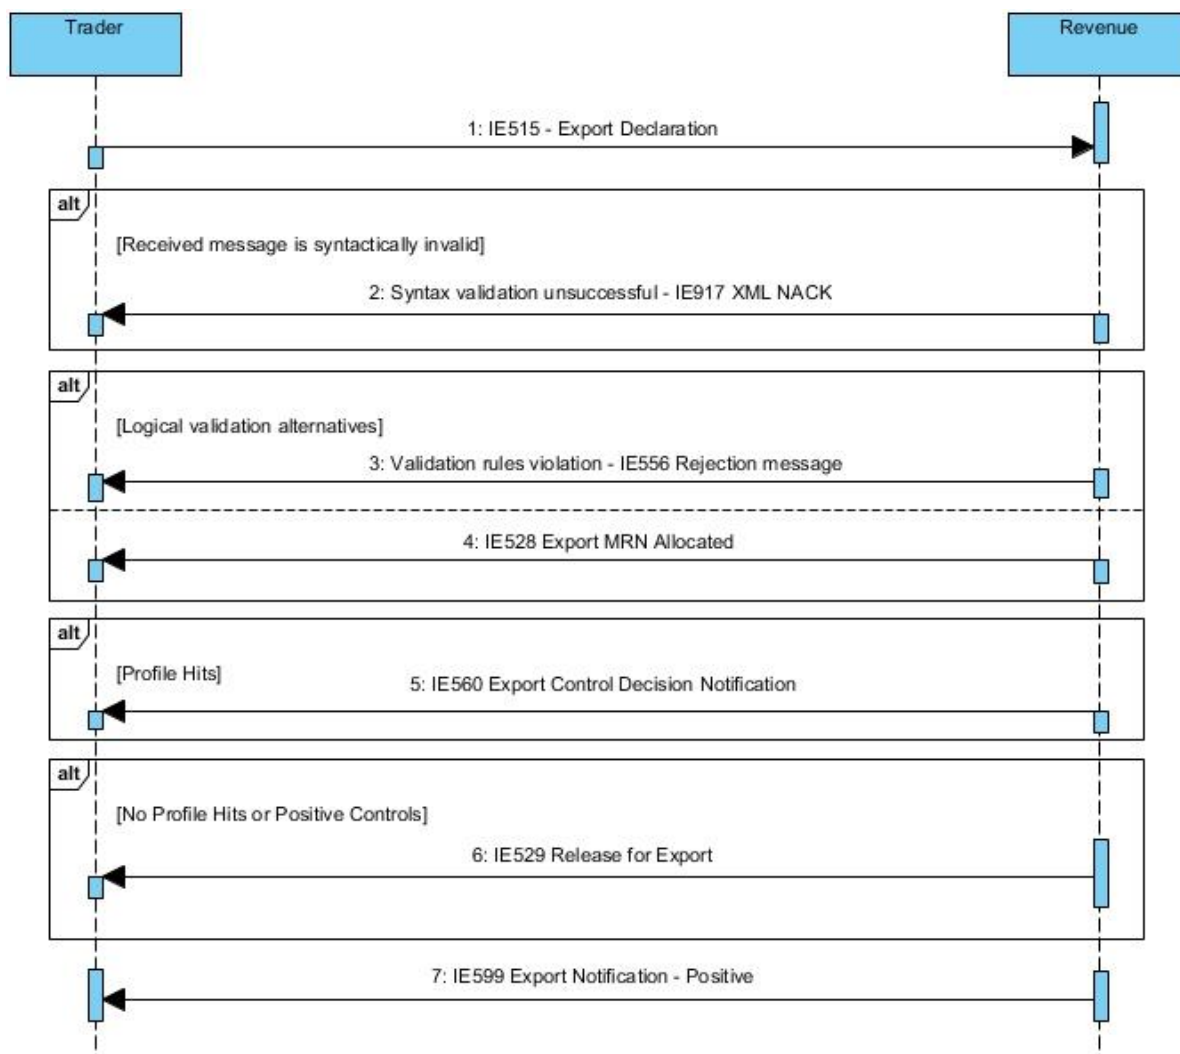 Trader
Revenue
1: IE515 - Export Declaration
alt
[Received message is syntactically invalid]
2: Syntax validation unsuccessful - IE917 XML NACK
alt
[Logical validation alternatives]
3: Validation rules violation - IE556 Rejection message
4: IE528 Export MRN Allocated
alt
[Profile Hits]
5: IE560 Export Control Decision Notification
alt
[No Profile Hits or Positive Controls]
6: IE529 Release for Export
7: IE599 Export Notification - Positive